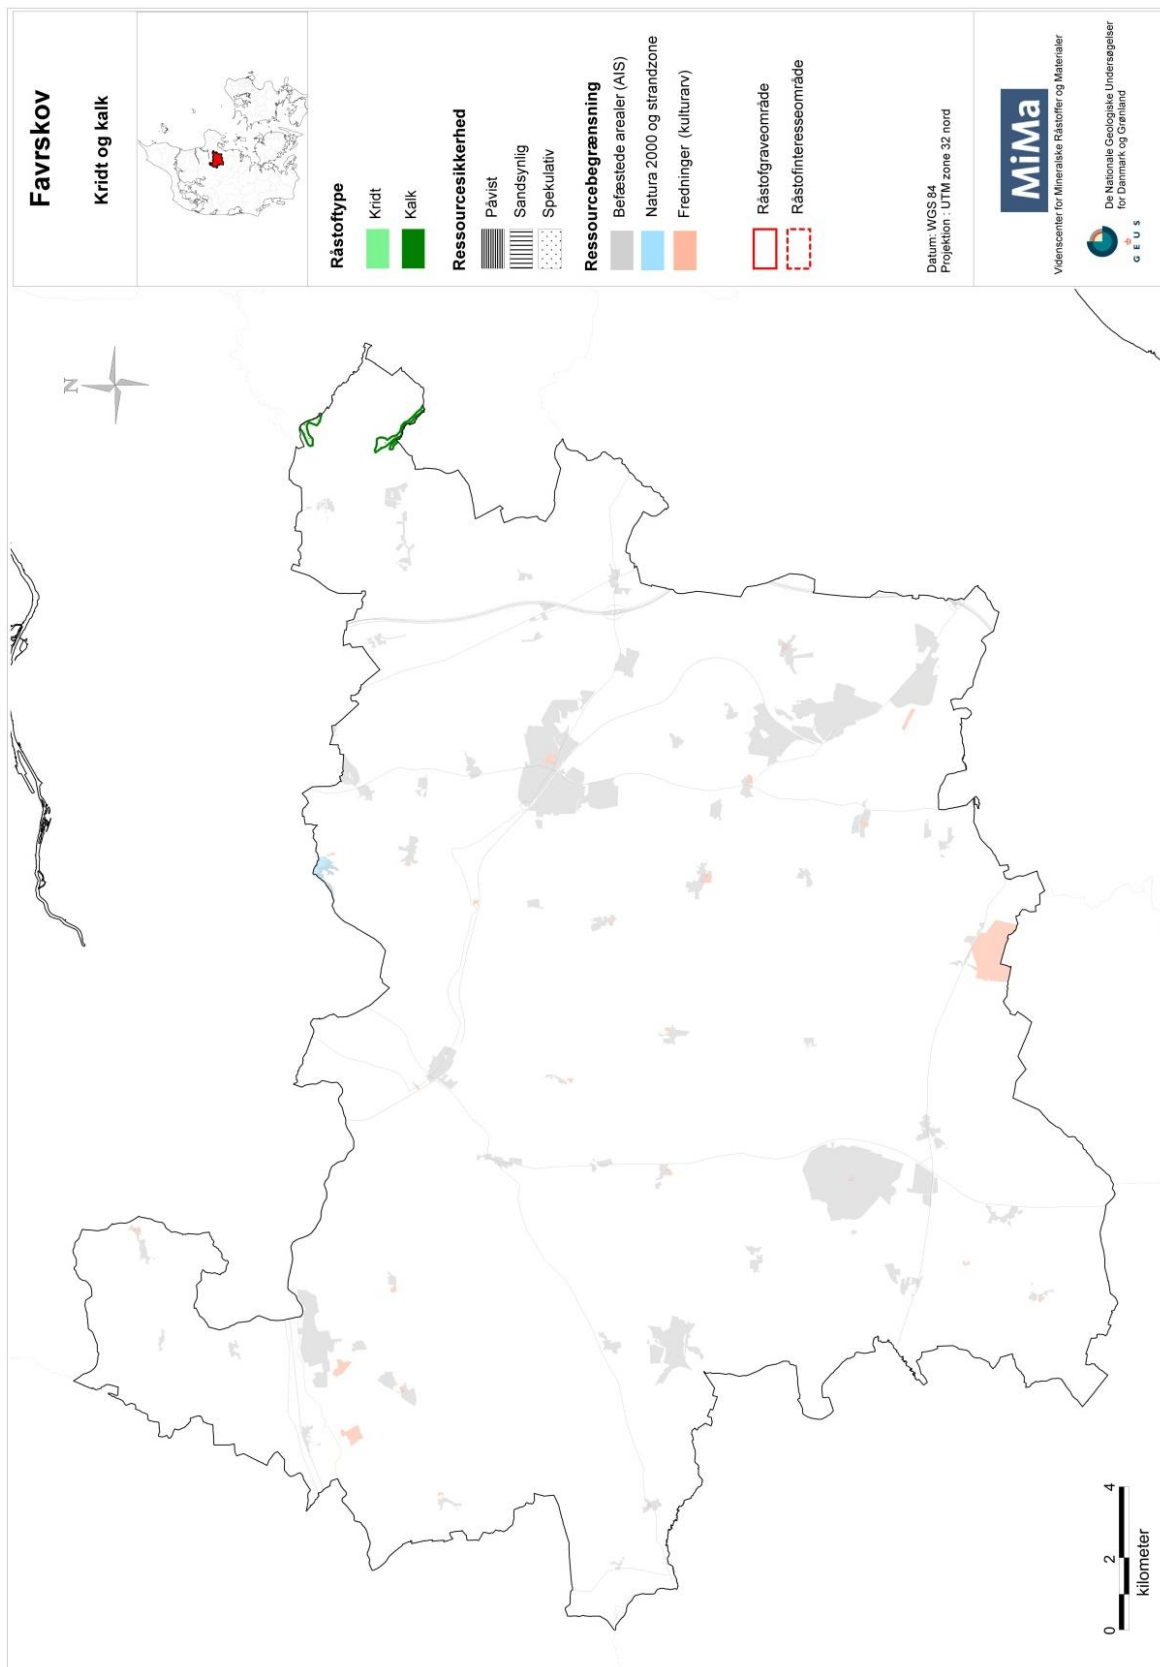 Favrskov
Kridt og kalk
Råstoftype
Kridt
Kalk
Ressourcesikkerhed
Påvist
Sandsynlig
Spekulativ
Ressourcebegrænsning
Befæstede arealer (AIS)
Natura 2000 og strandzone
Fredninger (kulturarv)
Råstofgraveområde
Råstofinteresseområde
Datum: WGS 84
Projektion : UTM zone 32 nord
MiMa
Videnscenter for Mineralske Råstoffer og Materialer
GEUS
De Nationale Geologiske Undersøgelser
for Danmark og Grønland
N
0 2 4
kilometer